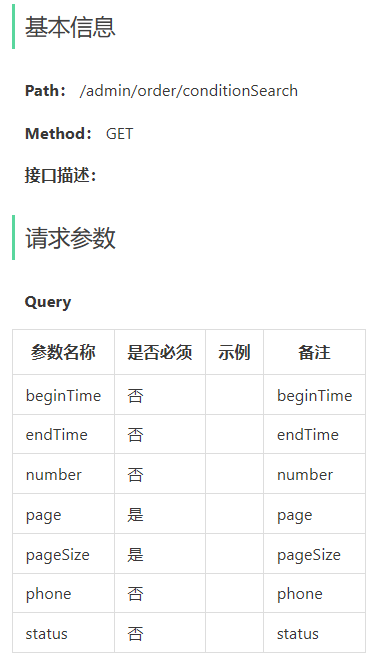 基本信息
Path： /admin/order/conditionSearch
Method： GET
接口描述：
请求参数
Query
参数名称 是否必须 示例 备注
beginTime 否 beginTime
endTime 否 endTime
number 否 number
page 是 page
pageSize 是 pageSize
phone 否 phone
status 否 status